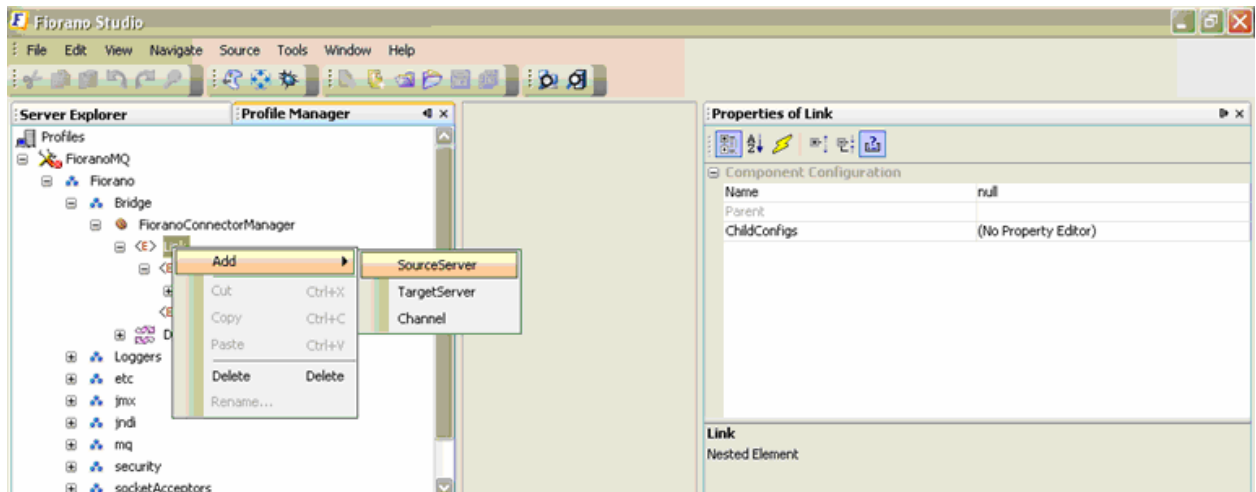 Fiorano Studio
File Edit View Navigate Source Tools Window Help
Server Explorer
Profile Manager
Profiles
FioranoMQ
Fiorano
Bridge
FioranoConnectorManager
<E> Link
<E
<E
D
Loggers
etc
jmx
jndi
mq
security
socketAcceptors
Add
Cut Ctrl+X
Copy Ctrl+C
Paste Ctrl+V
Delete Delete
Rename...
SourceServer
TargetServer
Channel
Properties of Link
Component Configuration
Name null
Parent
ChildConfigs (No Property Editor)
Link
Nested Element